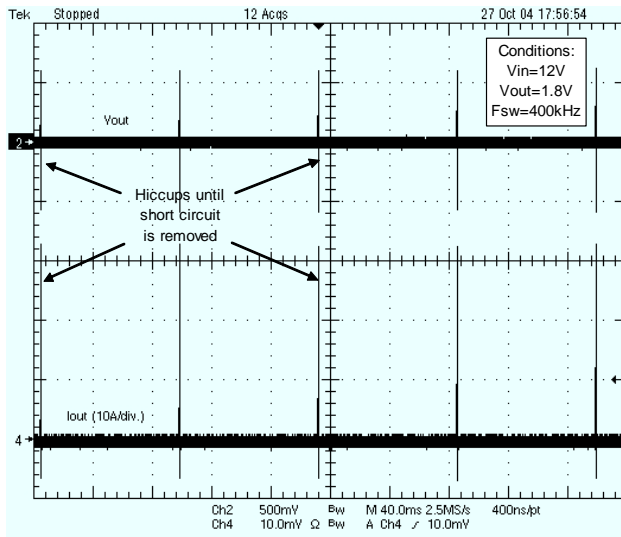 Tek Stopped 12 Acqs 27 Oct 04 17:56:54
Conditions:
Vin=12V
Vout=1.8V
Fsw=400kHz
Vout
2
Hiccups until
short circuit
is removed
Iout (10A/div.)
4
Ch2 500mV Bw M 40.0ms 2.5MS/s 400ns/pt
Ch4 10.0mV Ω Bw A Ch4 / 10.0mV